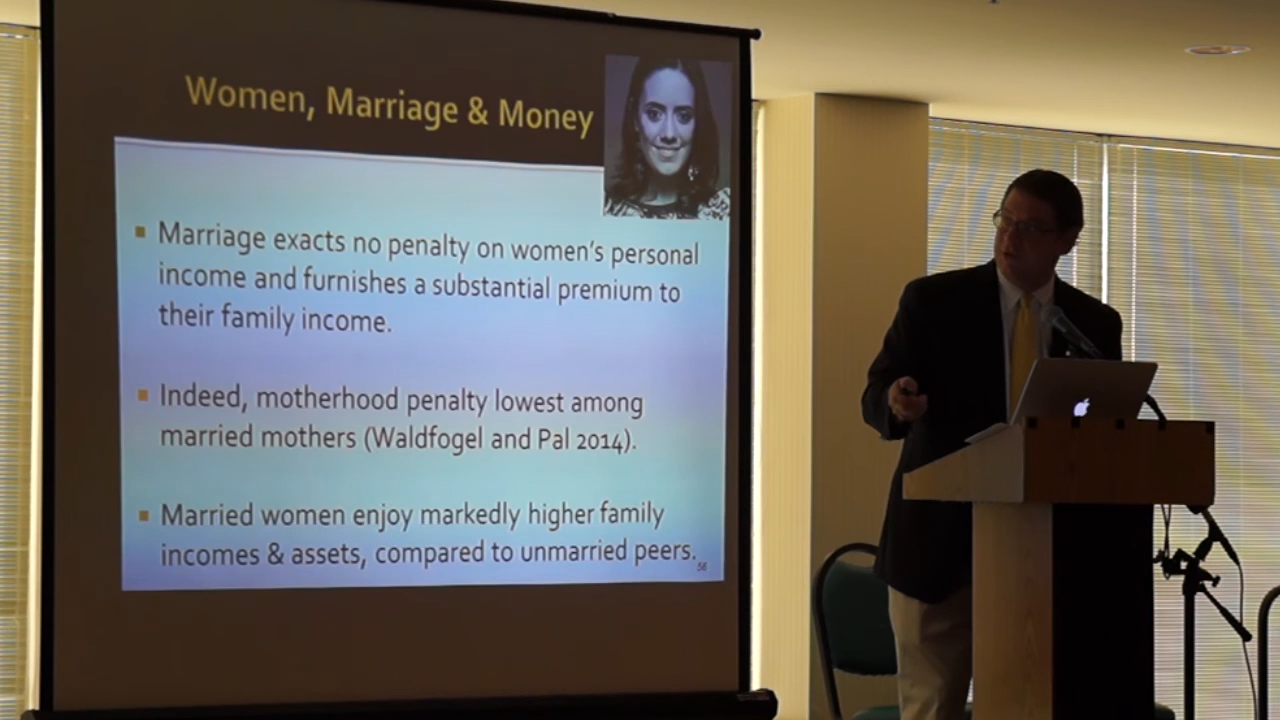 Women, Marriage & Money
▪ Marriage exacts no penalty on women's personal
income and furnishes a substantial premium to
their family income.
▪ Indeed, motherhood penalty lowest among
married mothers (Waldfogel and Pal 2014).
▪ Married women enjoy markedly higher family
incomes & assets, compared to unmarried peers.
56